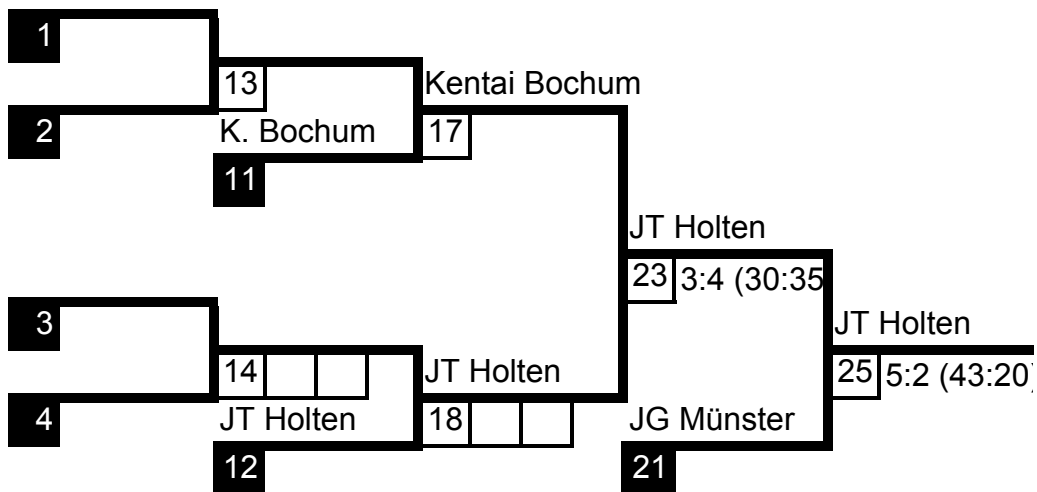 1
13
Kentai Bochum
2
K. Bochum
17
11
JT Holten
23 3:4 (30:35
3
JT Holten
14
JT Holten
25 5:2 (43:20)
4
JT Holten
18
JG Münster
12
21